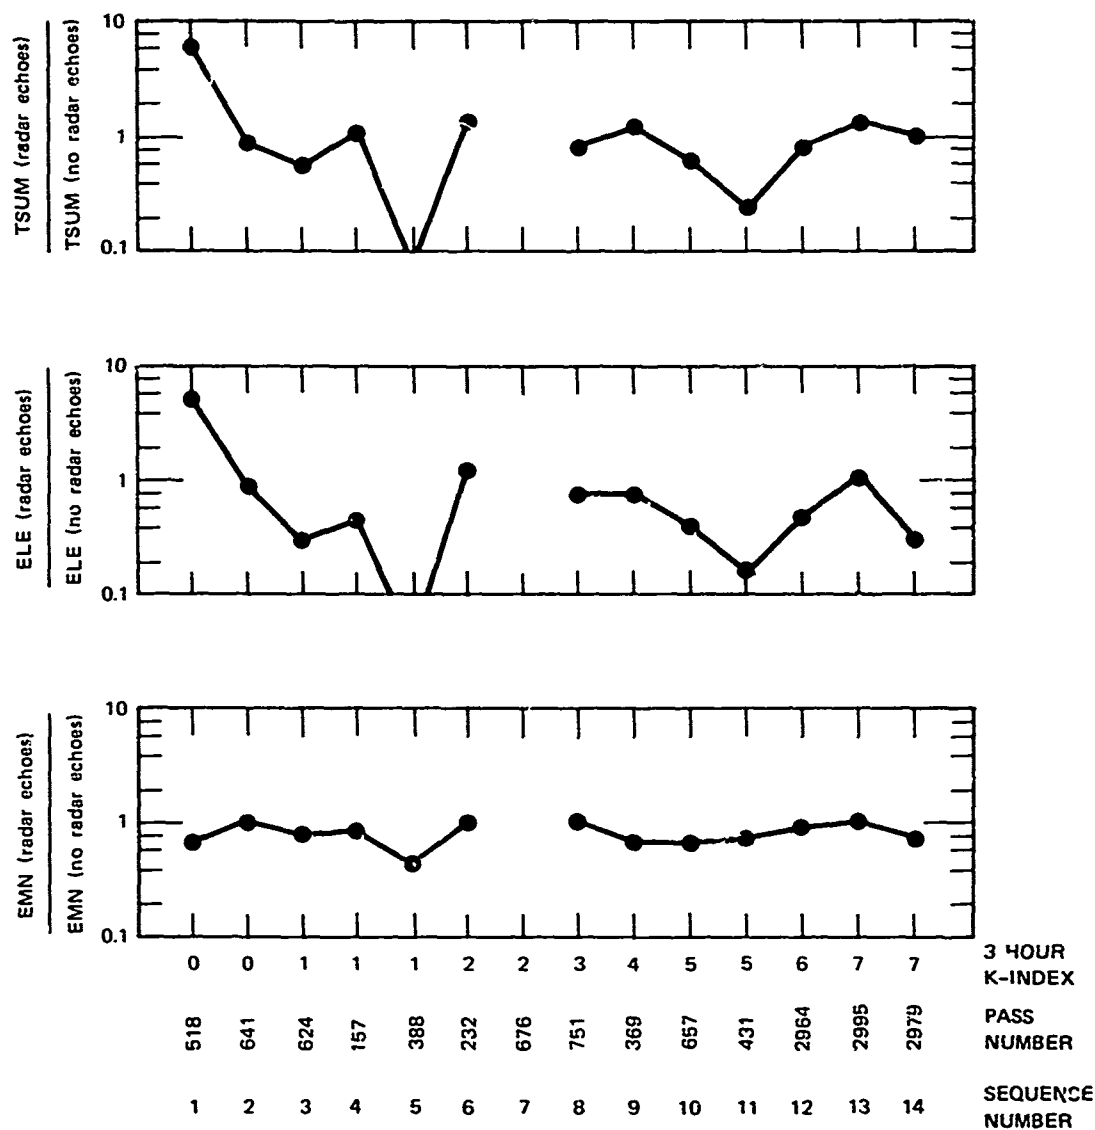 TSUM (radar echoes)
TSUM (no radar echoes)
10
1
0.1
ELE (radar echoes)
ELE (no radar echoes)
10
1
0.1
EMN (radar echoes)
EMN (no radar echoes)
10
1
0.1
0 0 1 1 1 2 2 3 4 5 5 6 7 7
3 HOUR
K-INDEX
518 641 624 157 388 232 676 751 369 657 431 2964 2995 2979
PASS
NUMBER
1 2 3 4 5 6 7 8 9 10 11 12 13 14
SEQUENCE
NUMBER